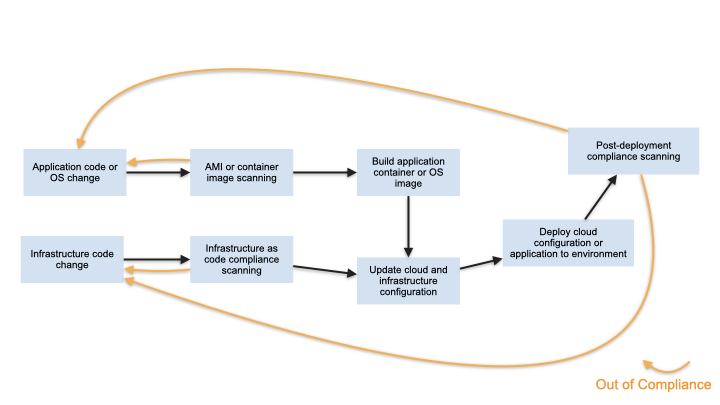 Post-deployment
compliance scanning
Application code or
OS change
AMI or container
image scanning
Build application
container or OS
image
Deploy cloud
configuration or
application to environment
Infrastructure code
change
Infrastructure as
code compliance
scanning
Update cloud and
infrastructure
configuration
Out of Compliance